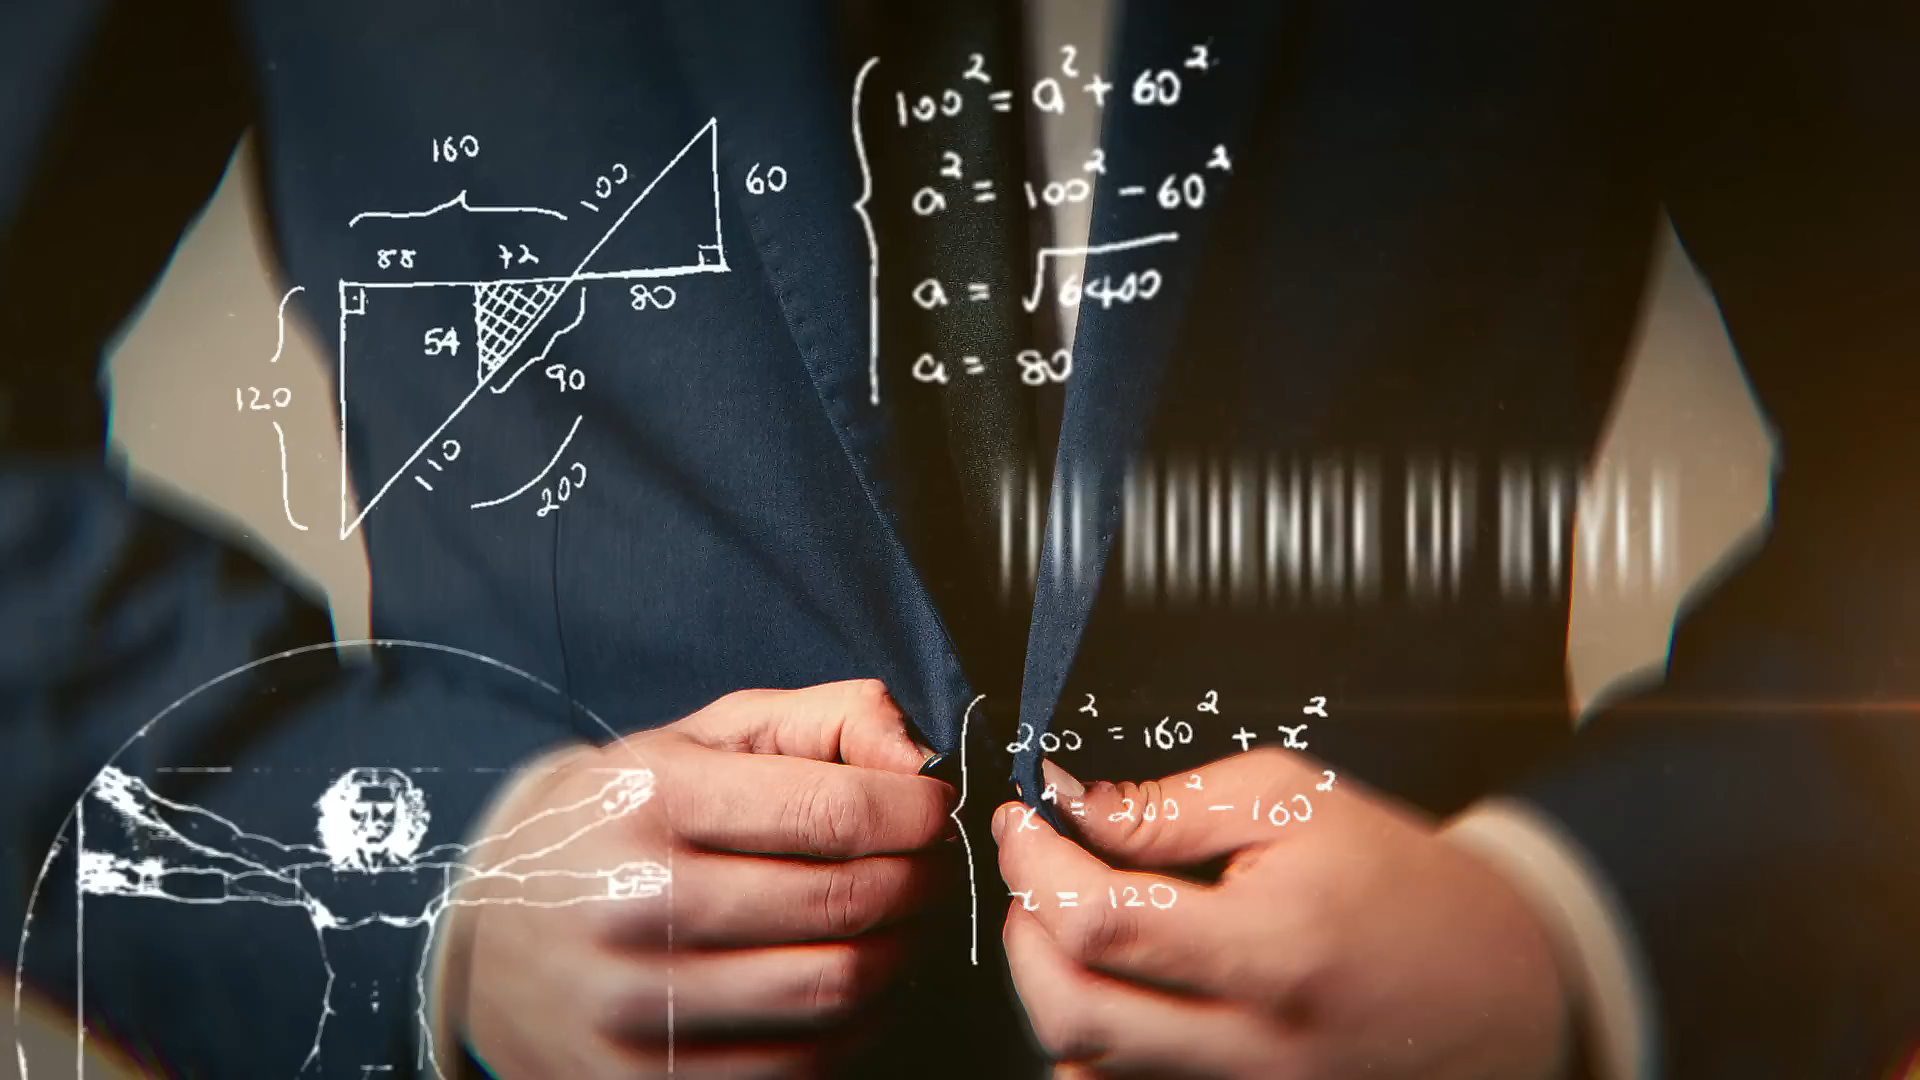 160
100
60
88 72
80
54
90
120
110
200
100² = a² + 60²
a² = 100² - 60²
a = √6400
a = 80
200² = 160² + x²
x² = 200² - 160²
x = 120